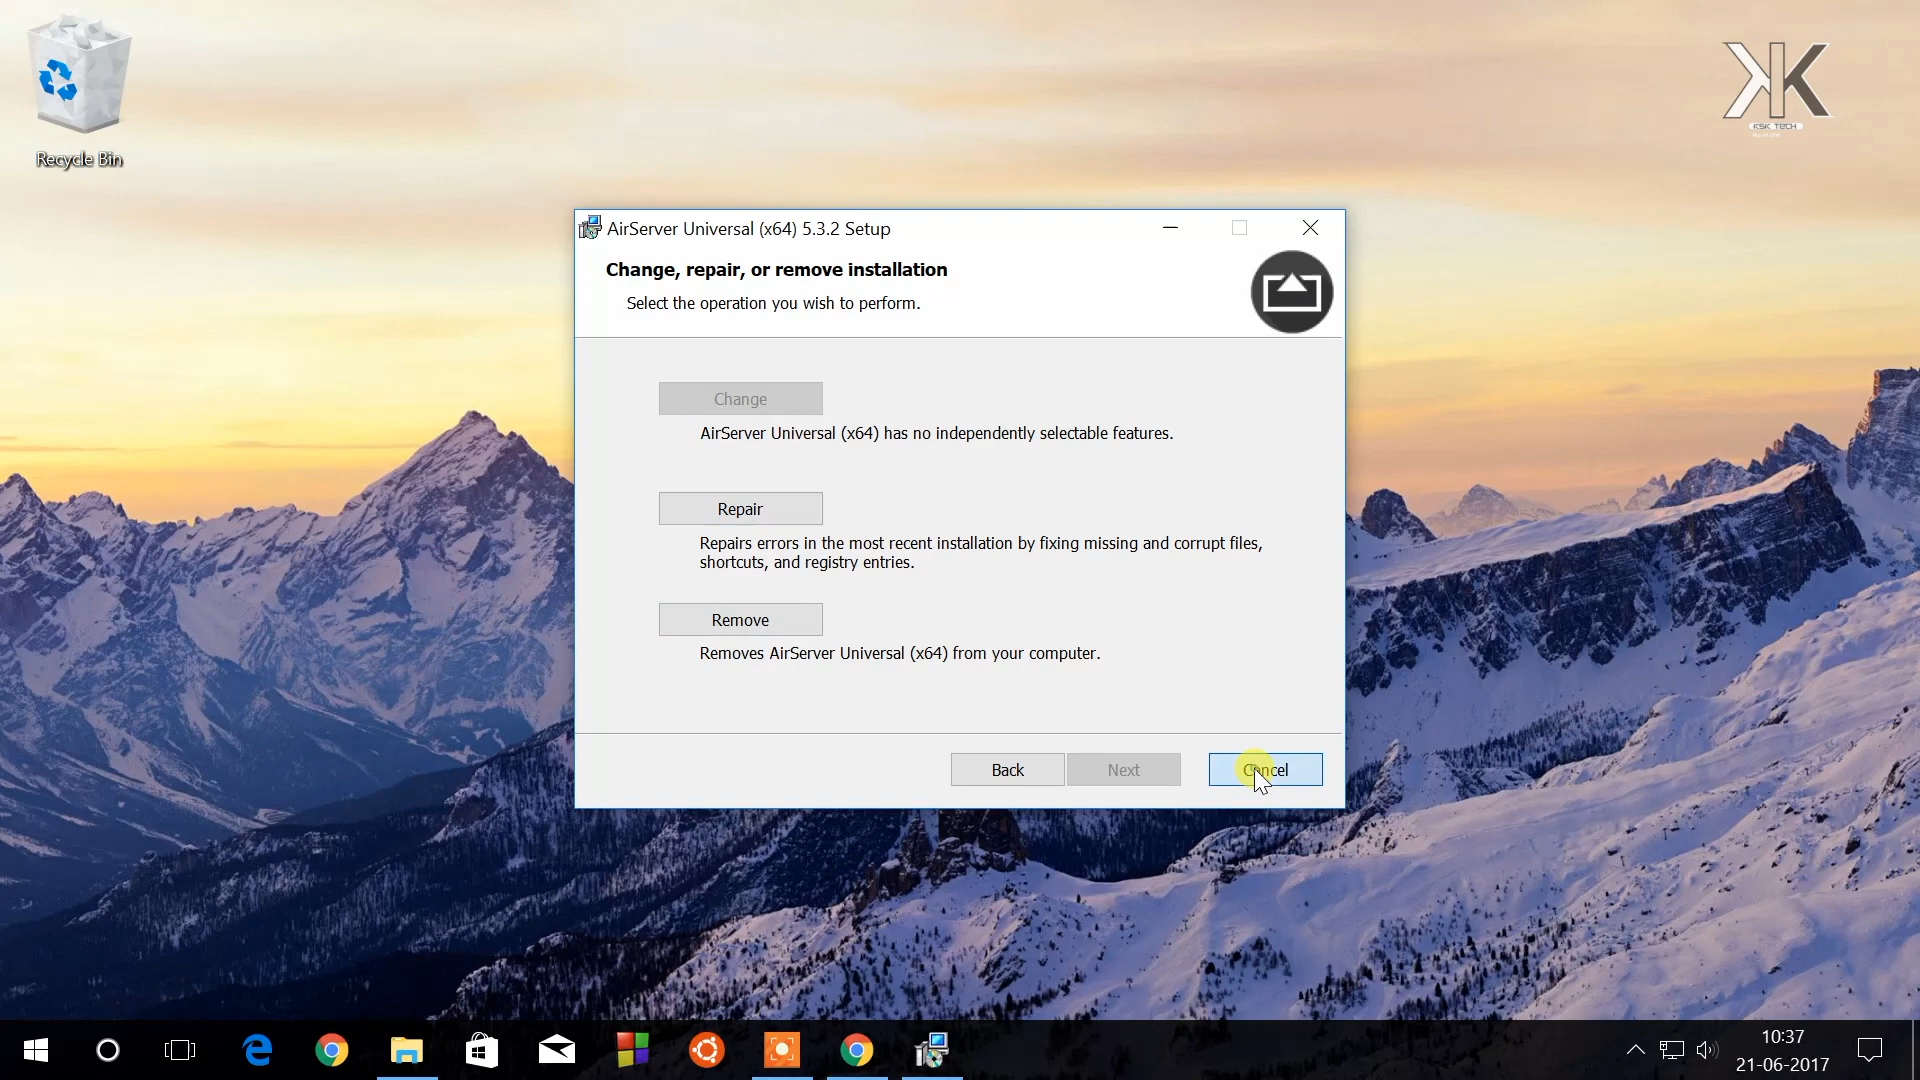 Recycle Bin
KSK TECH
AirServer Universal (x64) 5.3.2 Setup
Change, repair, or remove installation
Select the operation you wish to perform.
Change
AirServer Universal (x64) has no independently selectable features.
Repair
Repairs errors in the most recent installation by fixing missing and corrupt files,
shortcuts, and registry entries.
Remove
Removes AirServer Universal (x64) from your computer.
Back
Next
Cancel
10:37
21-06-2017